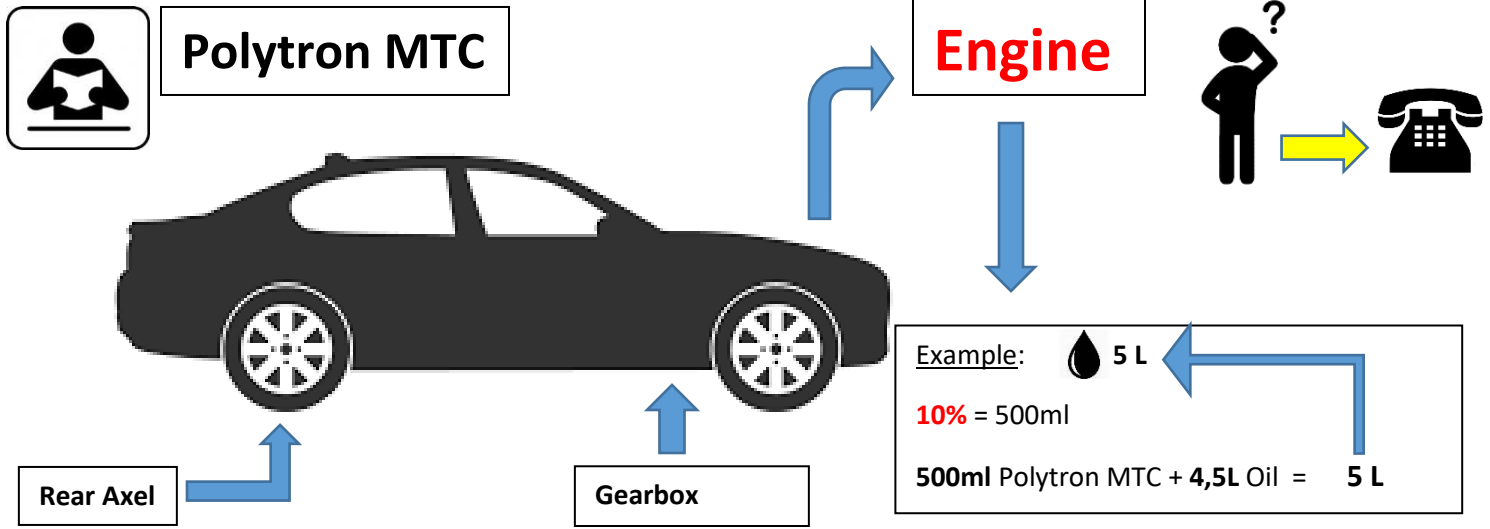 Polytron MTC
Engine
?
Example: 5 L
10% = 500ml
500ml Polytron MTC + 4,5L Oil = 5 L
Rear Axel
Gearbox